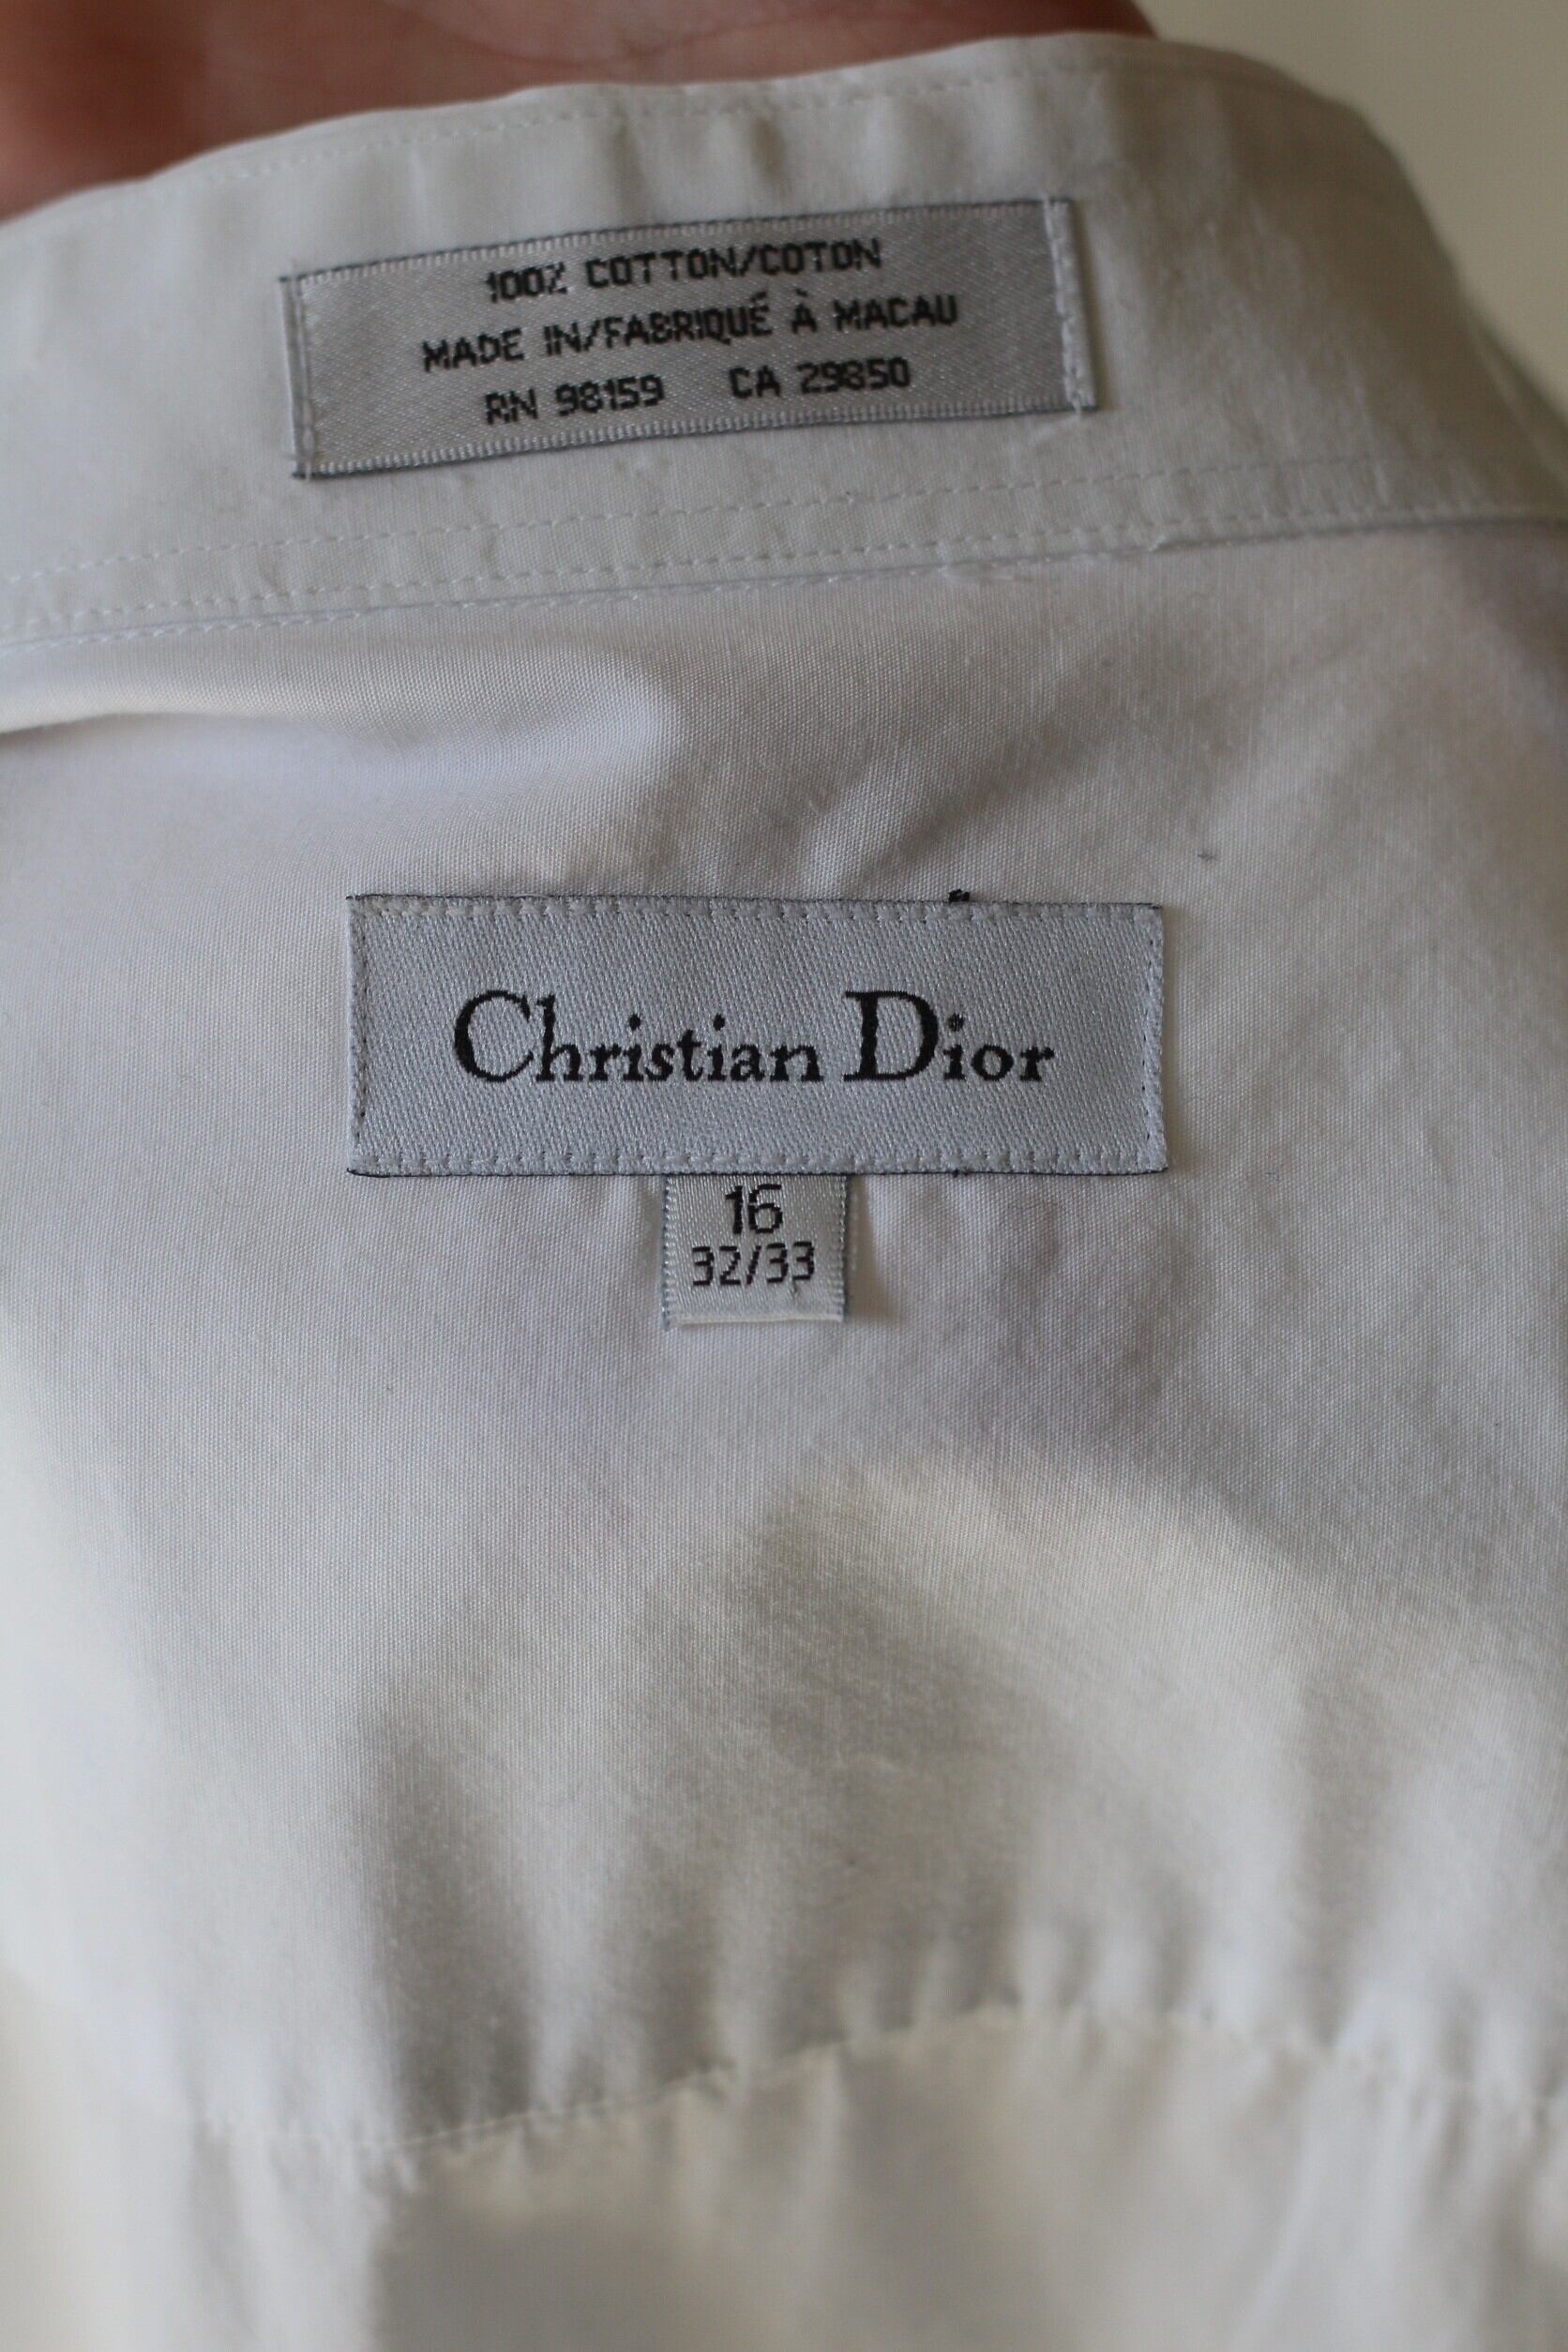 100% COTTON/COTON
MADE IN/FABRIQUÉ À MACAU
RN 98159 CA 29850
Christian Dior
16
32/33